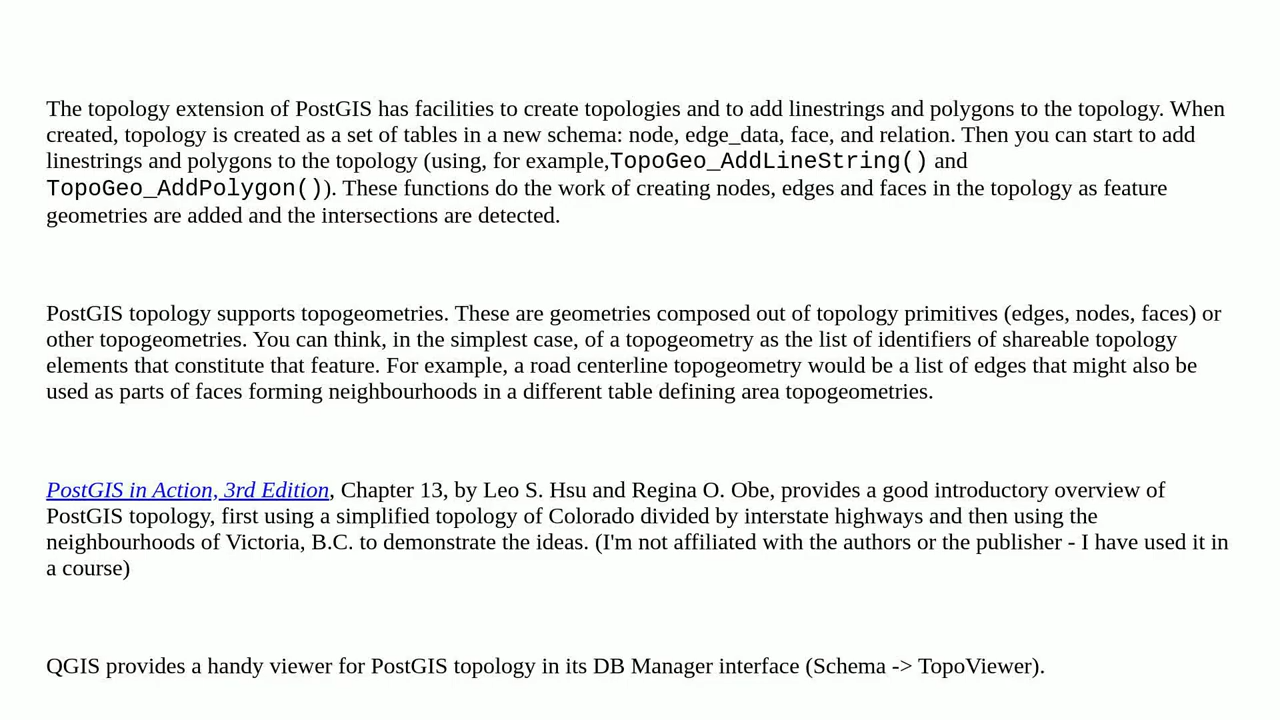 The topology extension of PostGIS has facilities to create topologies and to add linestrings and polygons to the topology. When
created, topology is created as a set of tables in a new schema: node, edge_data, face, and relation. Then you can start to add
linestrings and polygons to the topology (using, for example,TopoGeo_AddLineString() and
TopoGeo_AddPolygon()). These functions do the work of creating nodes, edges and faces in the topology as feature
geometries are added and the intersections are detected.
PostGIS topology supports topogeometries. These are geometries composed out of topology primitives (edges, nodes, faces) or
other topogeometries. You can think, in the simplest case, of a topogeometry as the list of identifiers of shareable topology
elements that constitute that feature. For example, a road centerline topogeometry would be a list of edges that might also be
used as parts of faces forming neighbourhoods in a different table defining area topogeometries.
PostGIS in Action, 3rd Edition, Chapter 13, by Leo S. Hsu and Regina O. Obe, provides a good introductory overview of
PostGIS topology, first using a simplified topology of Colorado divided by interstate highways and then using the
neighbourhoods of Victoria, B.C. to demonstrate the ideas. (I'm not affiliated with the authors or the publisher - I have used it in
a course)
QGIS provides a handy viewer for PostGIS topology in its DB Manager interface (Schema -> TopoViewer).